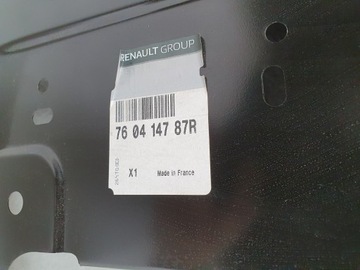 RENAULT GROUP
76 04 147 87R
X1 Made in France